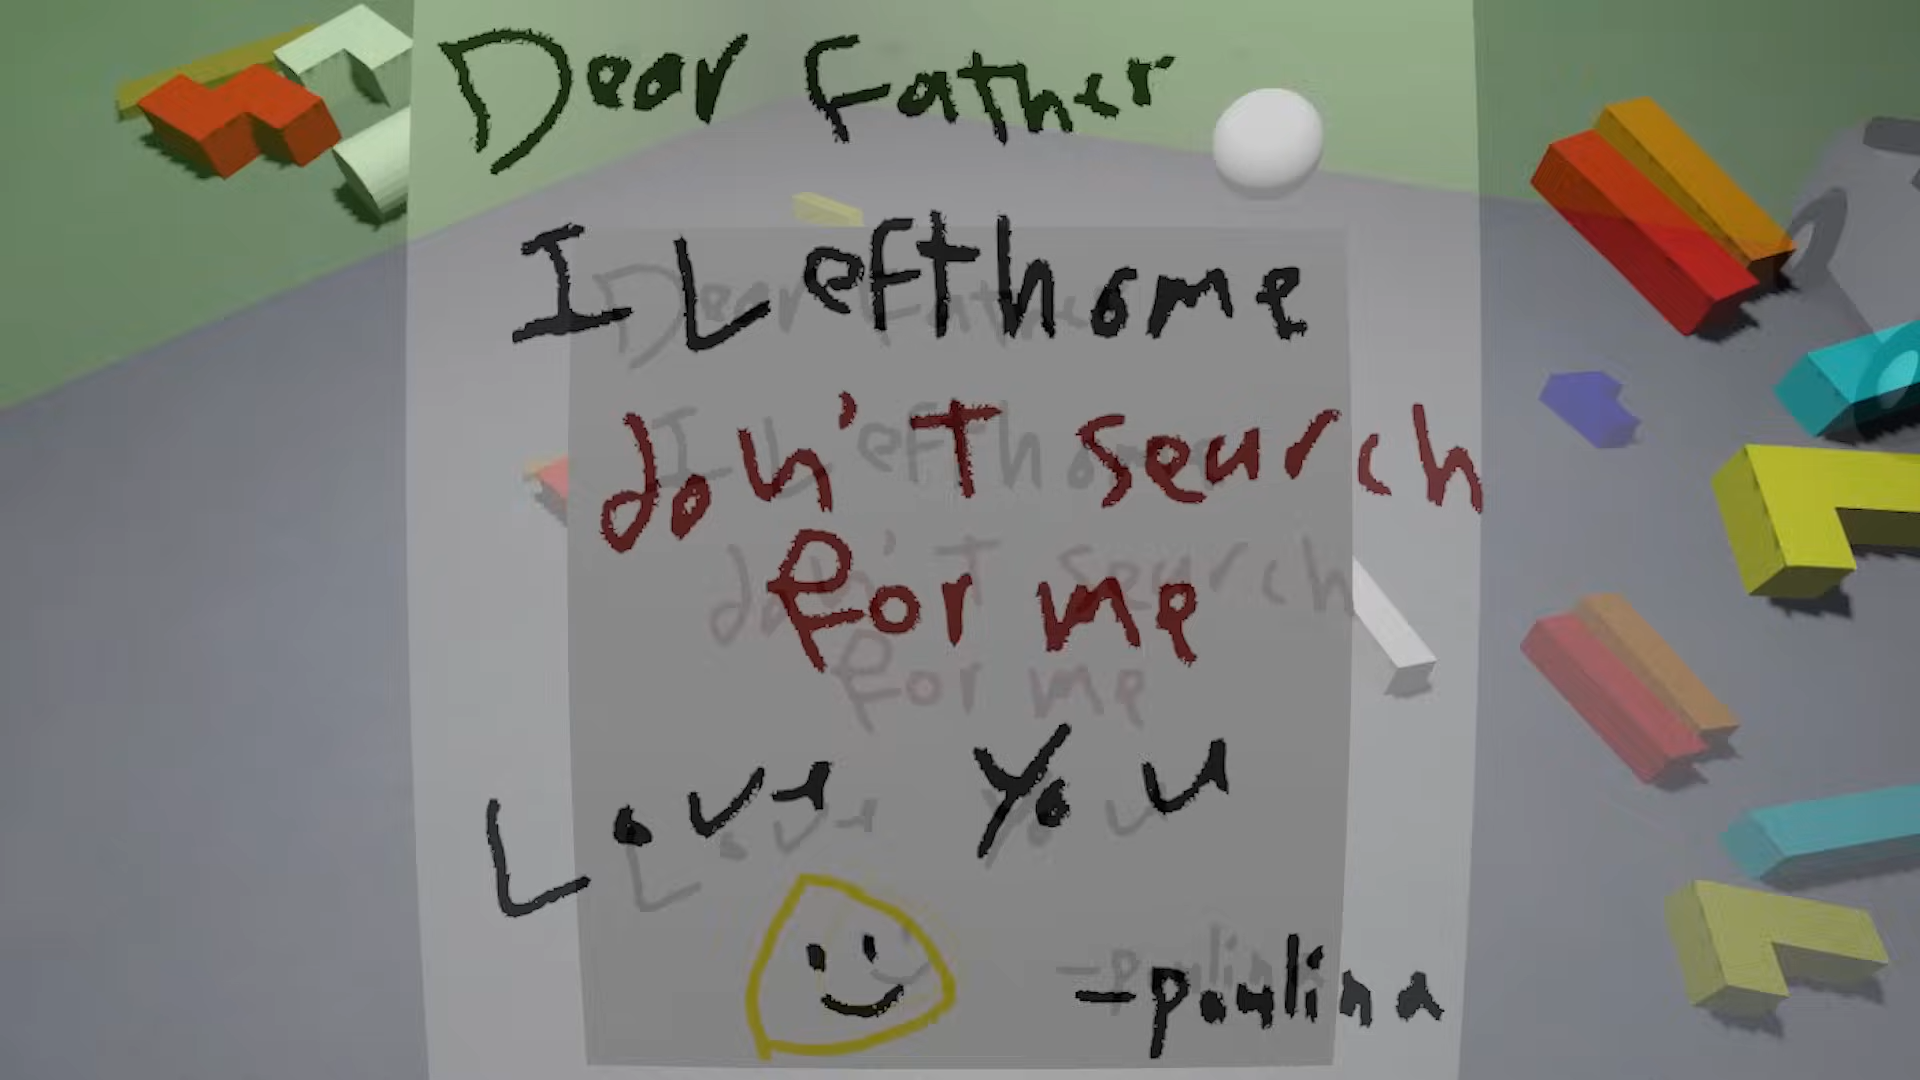 Dear Father
I Left home
don't search
for me
Love You
-paulina